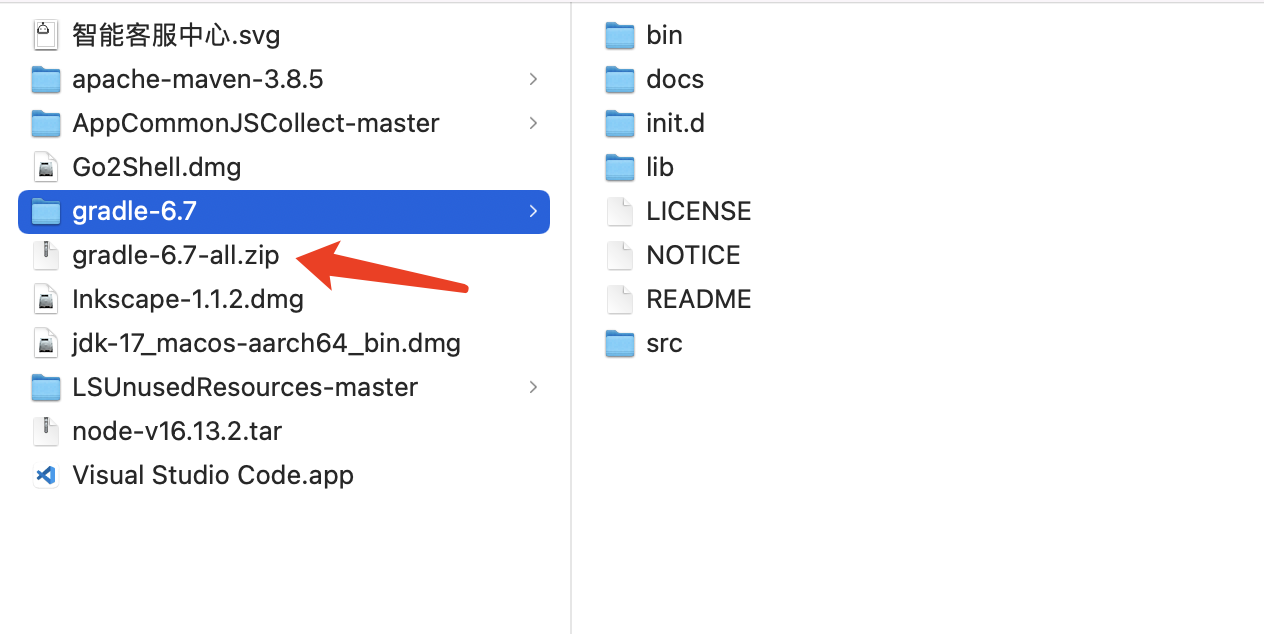 智能客服中心.svg
apache-maven-3.8.5
AppCommonJSCollect-master
Go2Shell.dmg
gradle-6.7
gradle-6.7-all.zip
Inkscape-1.1.2.dmg
jdk-17_macos-aarch64_bin.dmg
LSUnusedResources-master
node-v16.13.2.tar
Visual Studio Code.app
bin
docs
init.d
lib
LICENSE
NOTICE
README
src